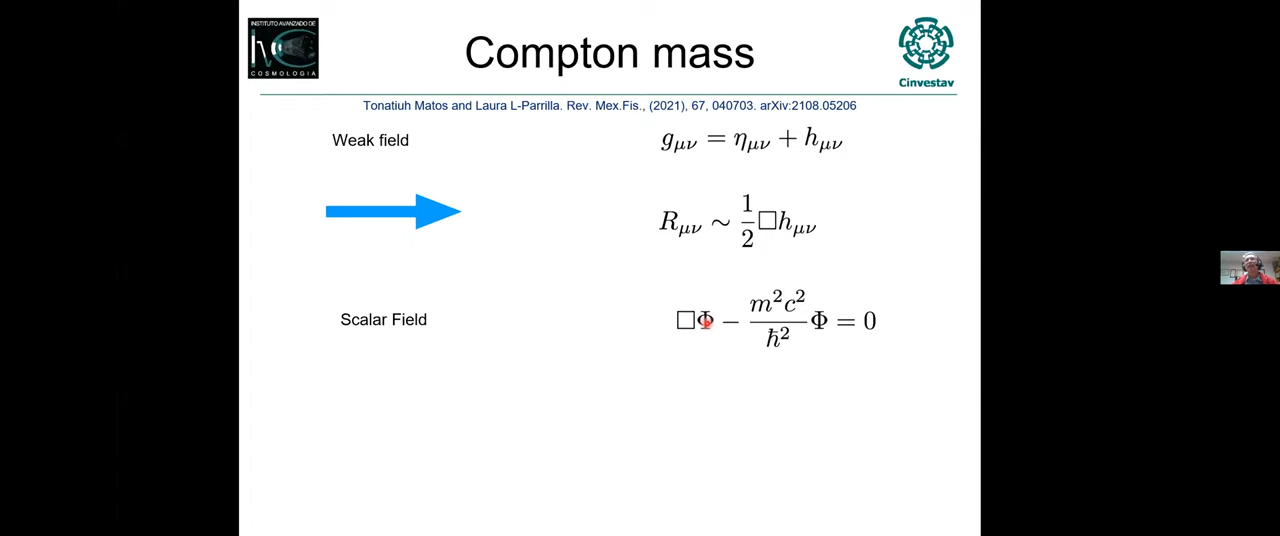 INSTITUTO AVANZADO DE
COSMOLOGIA
Compton mass
Cinvestav
Tonatiuh Matos and Laura L-Parrilla. Rev. Mex.Fis., (2021), 67, 040703. arXiv:2108.05206
Weak field
g_{μν} = η_{μν} + h_{μν}
R_{μν} ∼ \frac{1}{2}□h_{μν}
Scalar Field
□Φ − \frac{m²c²}{ħ²}Φ = 0